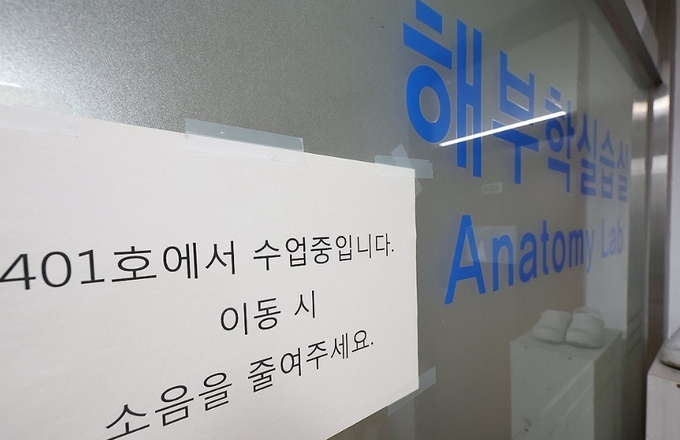 401호에서 수업중입니다.
이동 시
소음을 줄여주세요.
해부학실습실
Anatomy Lab